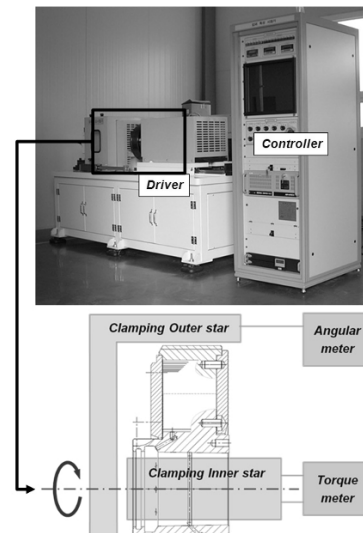 Controller
Driver
Clamping Outer star
Angular
meter
Clamping Inner star
Torque
meter